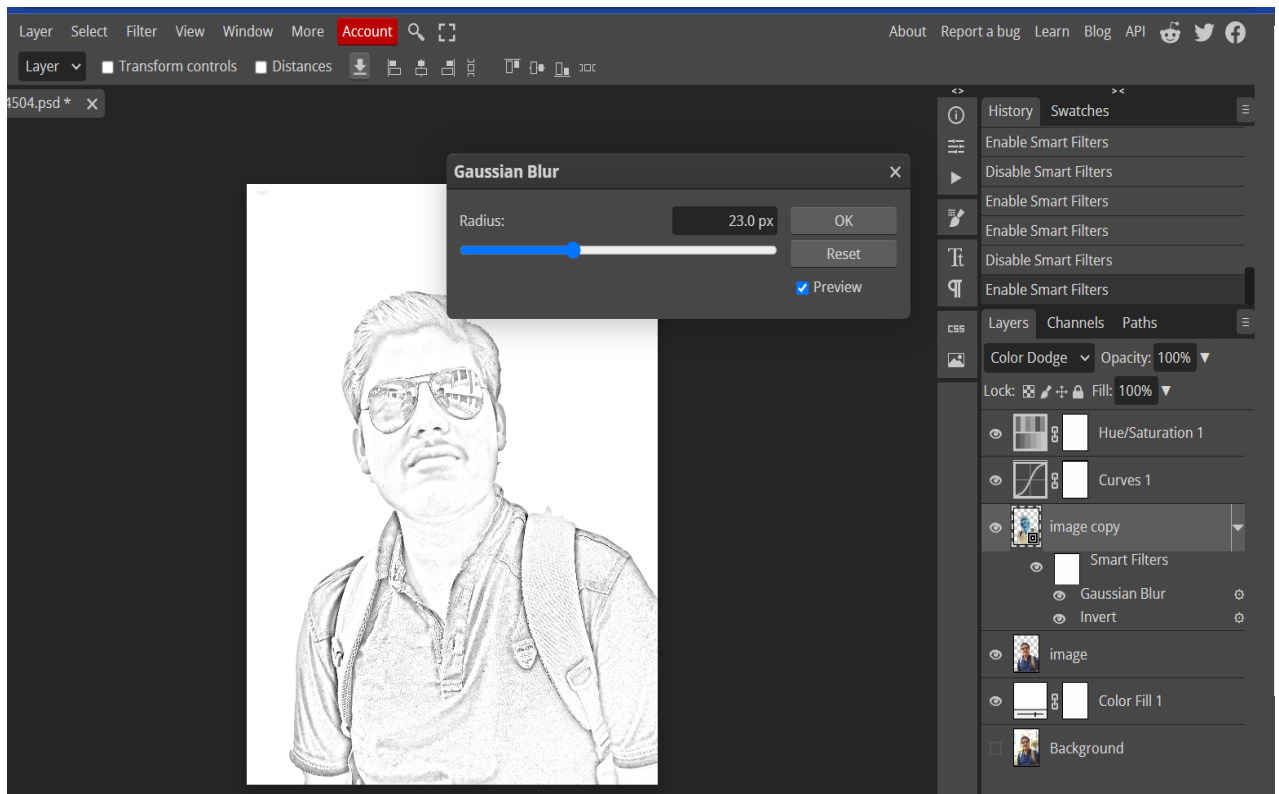 Layer Select Filter View Window More Account About Report a bug Learn Blog API
Layer Transform controls Distances
4504.psd *
History Swatches
Enable Smart Filters
Disable Smart Filters
Enable Smart Filters
Enable Smart Filters
Disable Smart Filters
Enable Smart Filters
Gaussian Blur
Radius: 23.0 px OK
Reset
Preview
CSS
Layers Channels Paths
Color Dodge Opacity: 100%
Lock: Fill: 100%
Hue/Saturation 1
Curves 1
image copy
Smart Filters
Gaussian Blur
Invert
image
Color Fill 1
Background